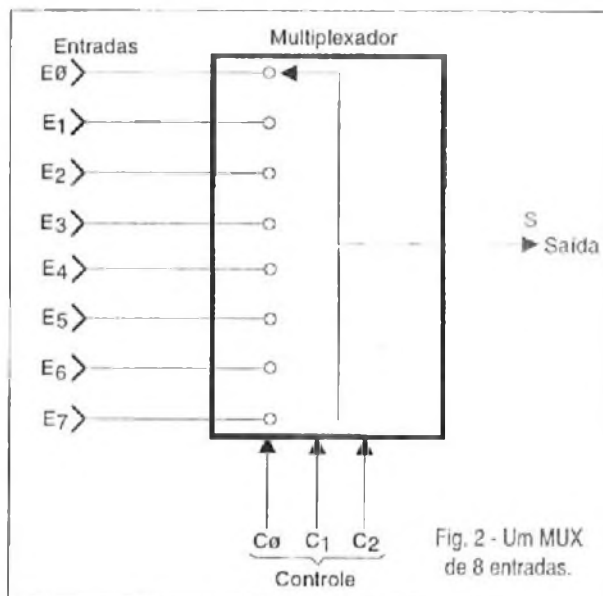 Multiplexador
Entradas
EØ
E1
E2
E3
E4
E5
E6
E7
S
Saída
Cø C1 C2
Controle
Fig. 2 - Um MUX
de 8 entradas.